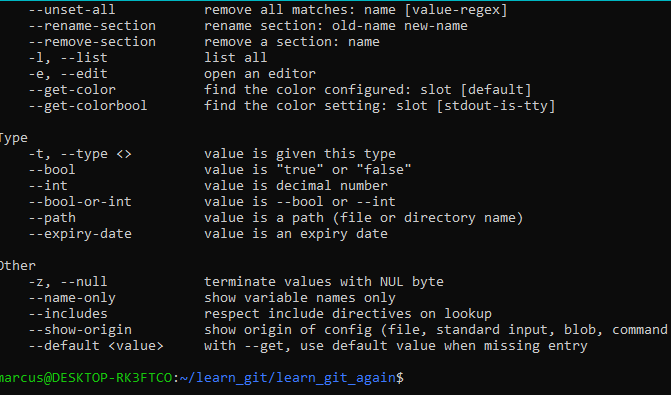 --unset-all remove all matches: name [value-regex]
--rename-section rename section: old-name new-name
--remove-section remove a section: name
-l, --list list all
-e, --edit open an editor
--get-color find the color configured: slot [default]
--get-colorbool find the color setting: slot [stdout-is-tty]
Type
-t, --type <> value is given this type
--bool value is "true" or "false"
--int value is decimal number
--bool-or-int value is --bool or --int
--path value is a path (file or directory name)
--expiry-date value is an expiry date
Other
-z, --null terminate values with NUL byte
--name-only show variable names only
--includes respect include directives on lookup
--show-origin show origin of config (file, standard input, blob, command
--default <value> with --get, use default value when missing entry
marcus@DESKTOP-RK3FTCO:~/learn_git/learn_git_again$